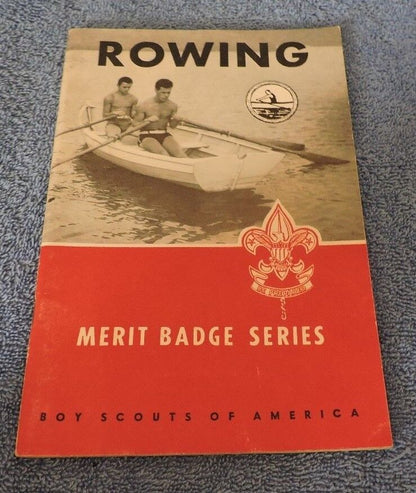 ROWING
BE PREPARED
MERIT BADGE SERIES
BOY SCOUTS OF AMERICA